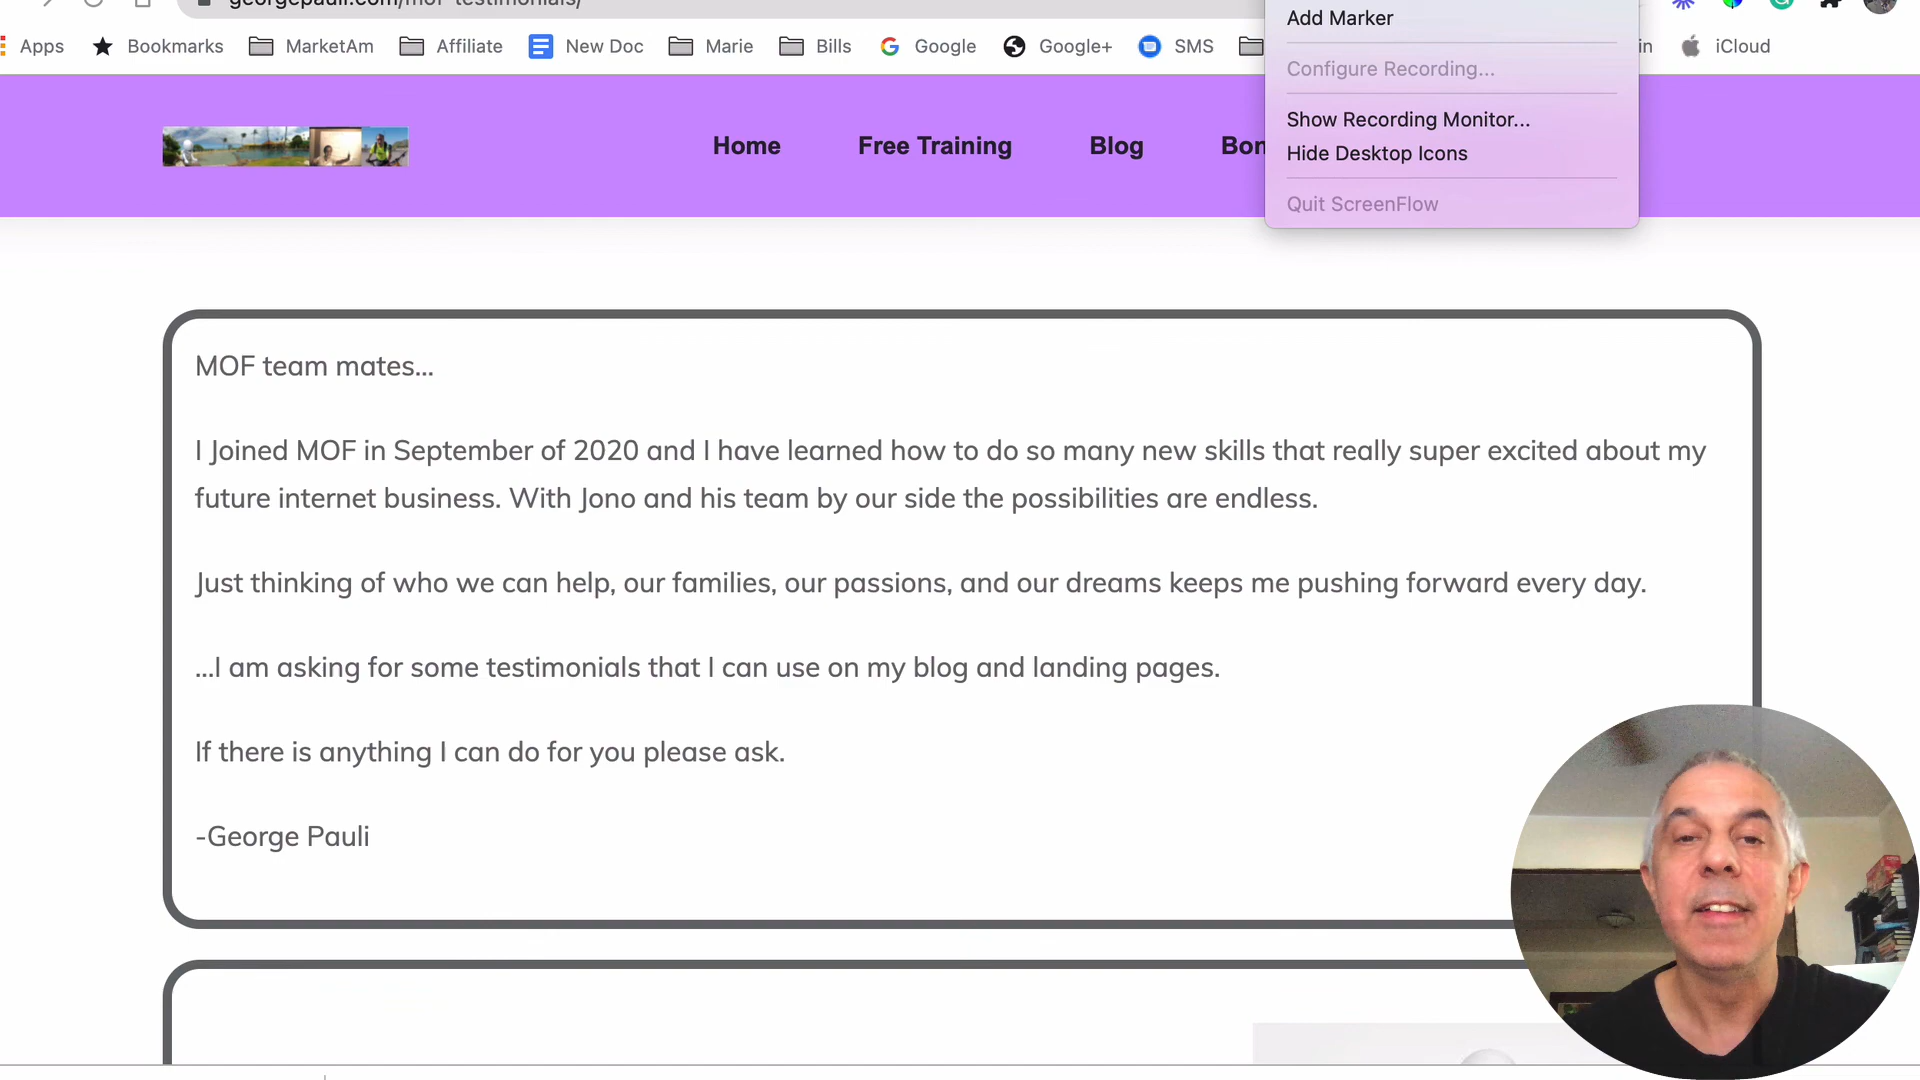 georgepauli.com/mof-testimonials/
Add Marker
Apps
Bookmarks
MarketAm
Affiliate
New Doc
Marie
Bills
Google
Google+
SMS
in
iCloud
Configure Recording...
Show Recording Monitor...
Hide Desktop Icons
Quit ScreenFlow
Home
Free Training
Blog
Bon
MOF team mates...
I Joined MOF in September of 2020 and I have learned how to do so many new skills that really super excited about my
future internet business. With Jono and his team by our side the possibilities are endless.
Just thinking of who we can help, our families, our passions, and our dreams keeps me pushing forward every day.
...I am asking for some testimonials that I can use on my blog and landing pages.
If there is anything I can do for you please ask.
-George Pauli